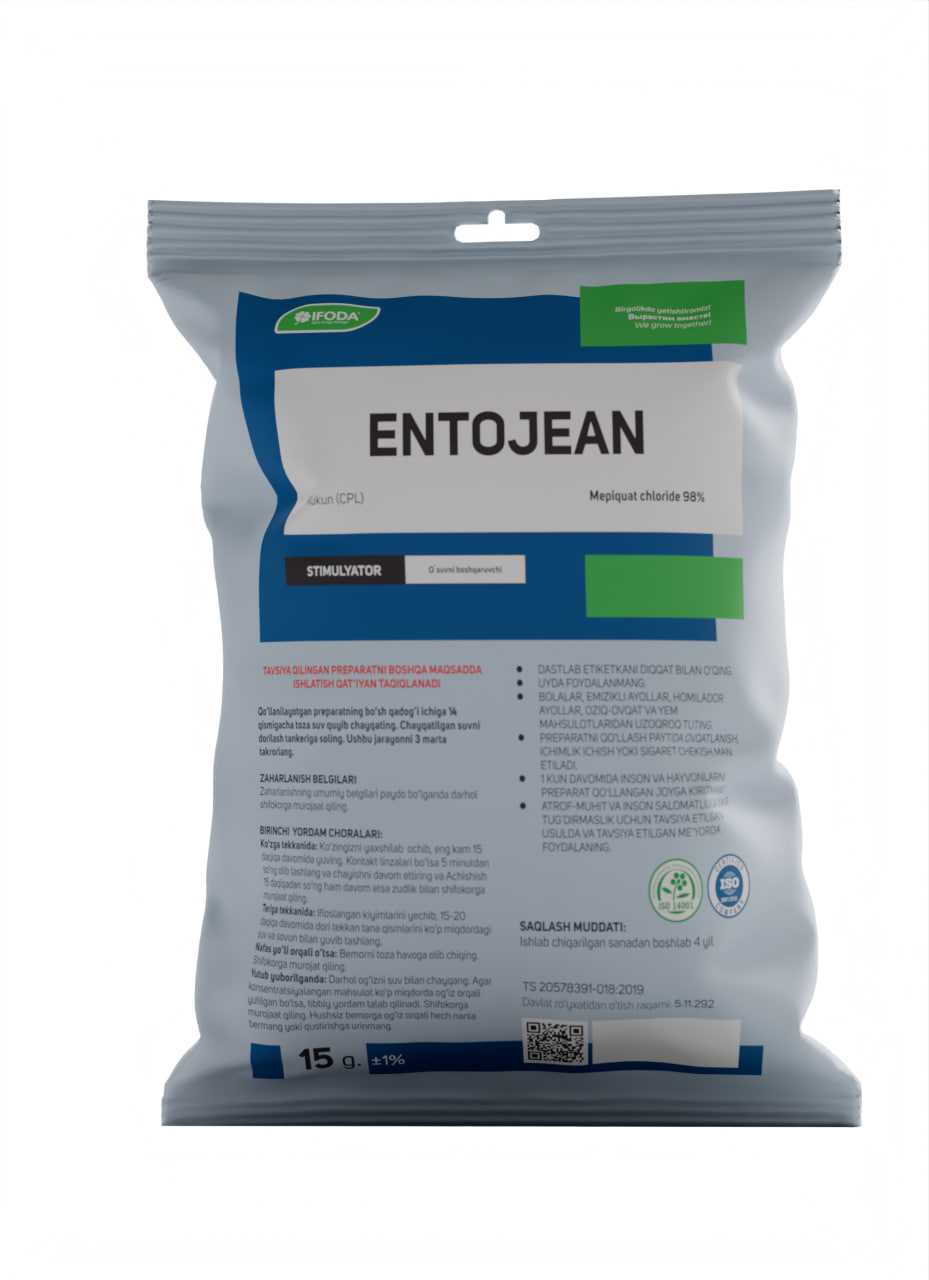 IFODA
Birgalikda yetishtiramiz!
Вырастим вместе!
We grow together!
ENTOJEAN
(CPL)
Mepiquat chloride 98%
STIMULYATOR
O'suvni boshqaruvchi
TAVSIYA QILINGAN PREPARATNI BOSHQA MAQSADDA
ISHLATISH QAT'IYAN TAQIQLANADI
Qo'llanilayotgan preparatning bo'sh qadog'i ichiga ¼
qismigacha toza suv quyib chayqating. Chayqatilgan suvni
dorilash tankeriga soling. Ushbu jarayonni 3 marta
takrorlang.
ZAHARLANISH BELGILARI
Zaharlanishning umumiy belgilari paydo bo'lganda darhol
shifokorga murojaat qiling.
BIRINCHI YORDAM CHORALARI:
Ko'zga tekkanida: Ko'zingizni yaxshilab ochib, eng kam 15
daqiqa davomida yuving. Kontakt linzalari bo'lsa 5 minutdan
so'ng olib tashlang va chayishni davom ettiring va Achishish
15 daqiqadan so'ng ham davom etsa zudlik bilan shifokorga
murojaat qiling.
Teriga tekkanida: Ifloslangan kiyimlarini yechib, 15-20
daqiqa davomida dori tekkan tana qismlarini ko'p miqdordagi
suv va sovun bilan yuvib tashlang.
Nafas yo'li orqali o'tsa: Bemorni toza havoga olib chiqing.
Shifokorga murojat qiling.
Yutub yuborilganda: Darhol og'izni suv bilan chayqang. Agar
konsentratsiyalangan mahsulot ko'p miqdorda og'iz orqali
yutilgan bo'lsa, tibbiy yordam talab qilinadi. Shifokorga
murojaat qiling. Hushsiz bemorga og'iz orqali hech narsa
bermang yoki qustirishga urinmang.
15 g. ±1%
• DASTLAB ETIKETKANI DIQQAT BILAN O'QING.
• UYDA FOYDALANMANG.
• BOLALAR, EMIZIKLI AYOLLAR, HOMILADOR
AYOLLAR, OZIQ-OVQAT VA YEM
MAHSULOTLARIDAN UZOQROQ TUTING.
• PREPARATNI QO'LLASH PAYTIDA OVQATLANISH,
ICHIMLIK ICHISH YOKI SIGARET CHEKISH MAN
ETILADI.
• 1 KUN DAVOMIDA INSON VA HAYVONLARNI
PREPARAT QO'LLANGAN JOYGA
• ATROF-MUHIT VA INSON
TUG'DIRMASLIK UCHUN TAVSIYA ETILGAN
USULDA VA TAVSIYA ETILGAN ME'YORDA
FOYDALANING.
ISO 14001
CERTIFIED
ISO
COMPANY
SAQLASH MUDDATI:
Ishlab chiqarilgan sanadan boshlab 4 yil
TS 20578391-018:2019
Davlat ro'yxatidan o'tish raqami: 5.11.292